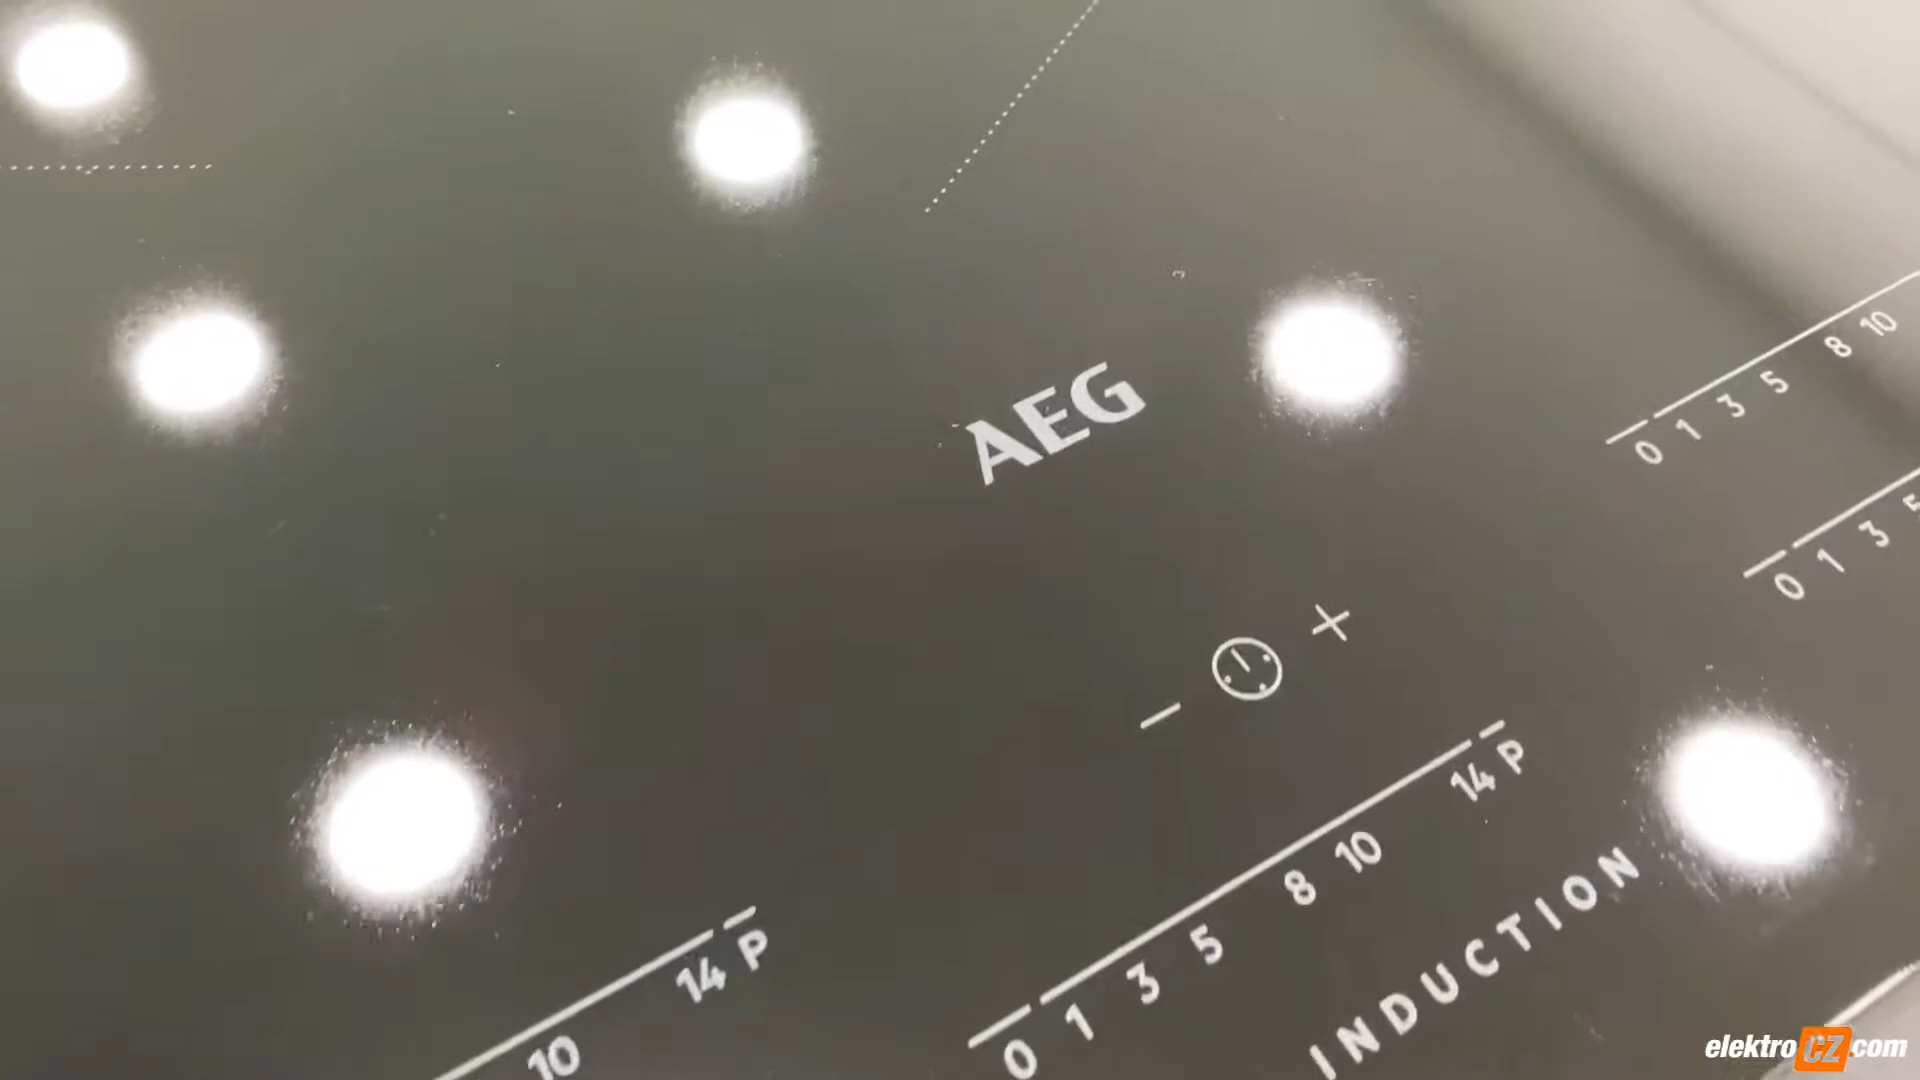 AEG
0 1 3 5 8 10
0 1 3 5
− +
0 1 3 5 8 10 14 P
10 14 P
INDUCTION
elektroCZ.com